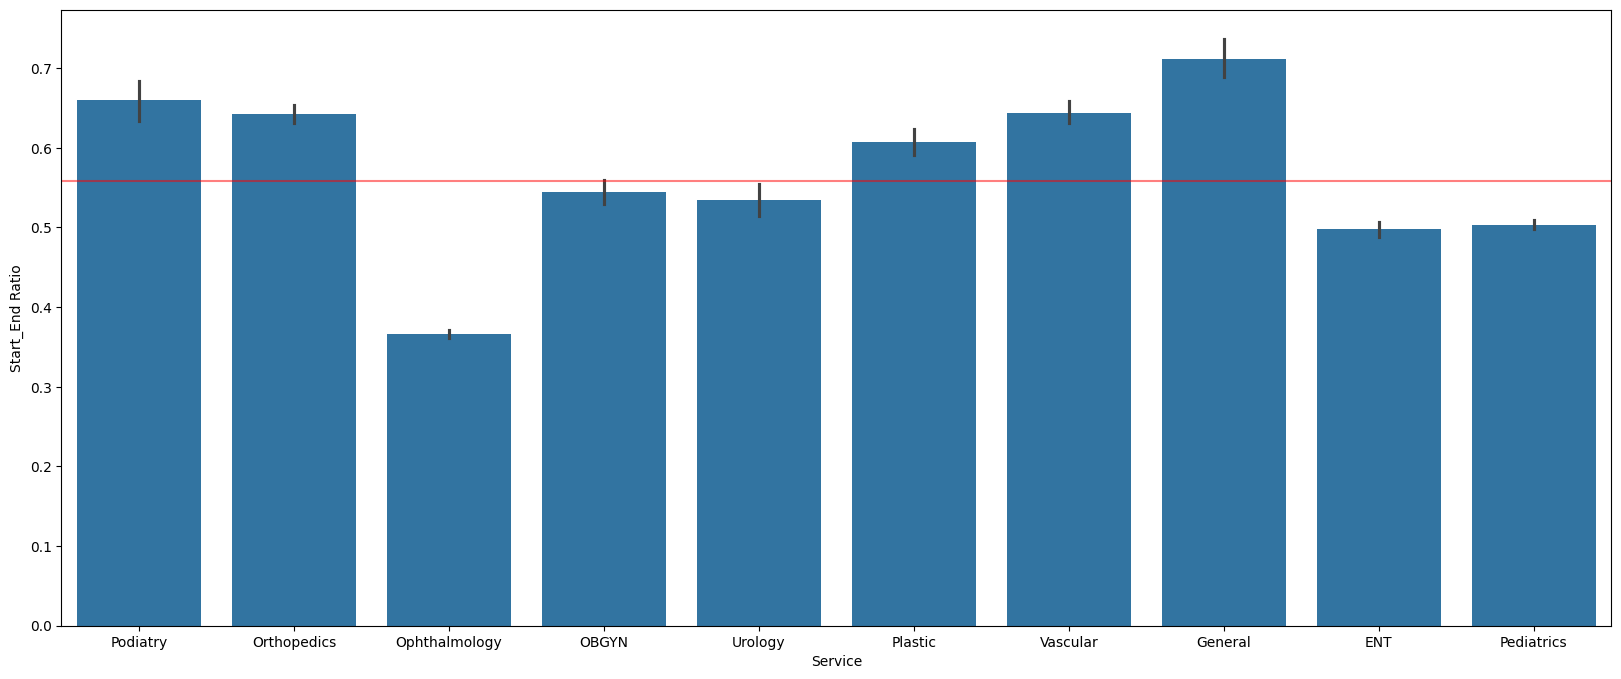 0.7
0.6
0.5
0.4
0.3
0.2
0.1
0.0
Start_End Ratio
Podiatry Orthopedics Ophthalmology OBGYN Urology Plastic Vascular General ENT Pediatrics
Service